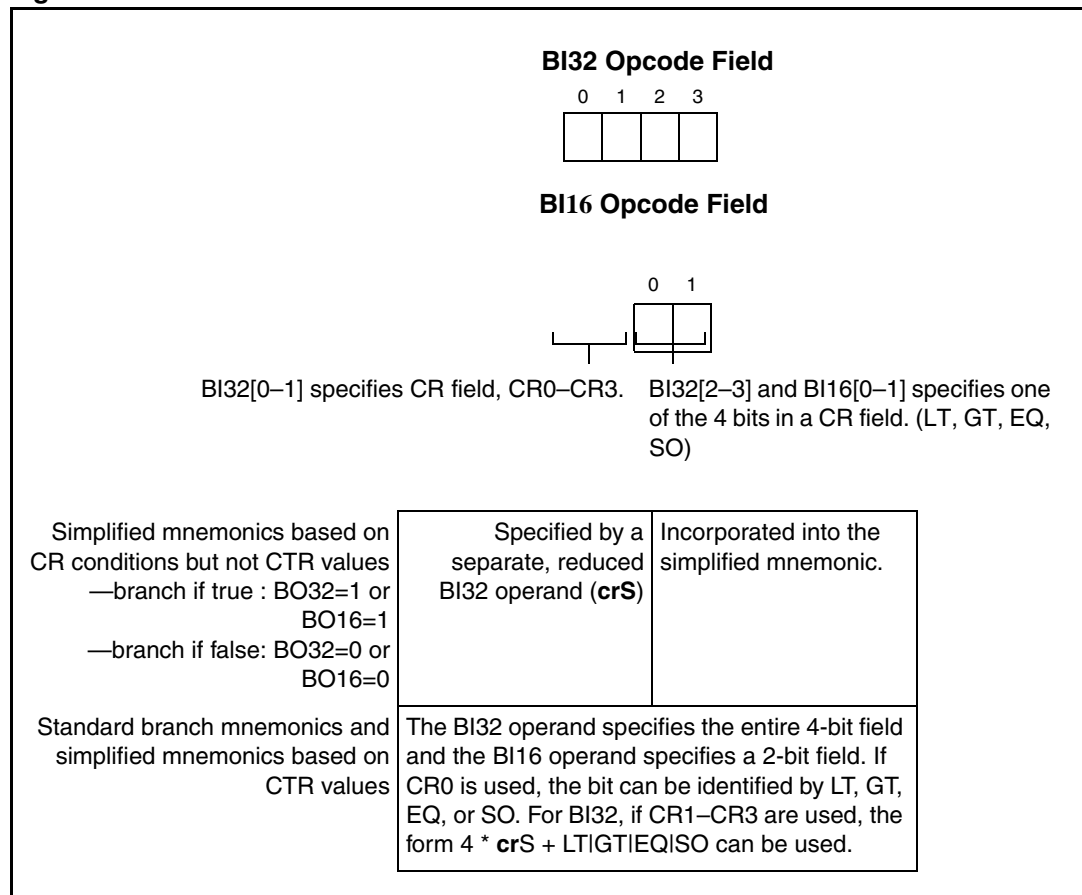 BI32 Opcode Field
0 1 2 3
BI16 Opcode Field
0 1
BI32[0–1] specifies CR field, CR0–CR3.
BI32[2–3] and BI16[0–1] specifies one
of the 4 bits in a CR field. (LT, GT, EQ,
SO)
Simplified mnemonics based on
CR conditions but not CTR values
—branch if true : BO32=1 or
BO16=1
—branch if false: BO32=0 or
BO16=0
Specified by a
separate, reduced
BI32 operand (crS)
Incorporated into the
simplified mnemonic.
Standard branch mnemonics and
simplified mnemonics based on
CTR values
The BI32 operand specifies the entire 4-bit field
and the BI16 operand specifies a 2-bit field. If
CR0 is used, the bit can be identified by LT, GT,
EQ, or SO. For BI32, if CR1–CR3 are used, the
form 4 * crS + LT|GT|EQ|SO can be used.